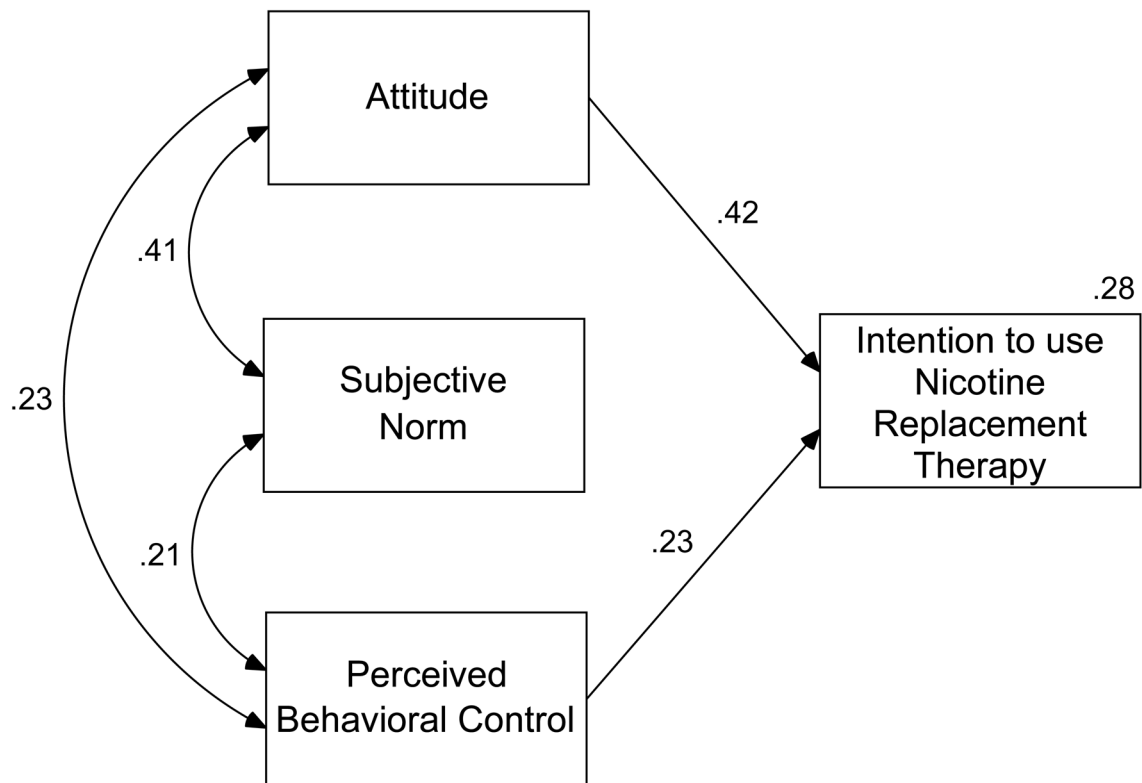 Attitude
.42
.41
.28
Intention to use
Nicotine
Replacement
Therapy
Subjective
Norm
.23
.21
.23
Perceived
Behavioral Control